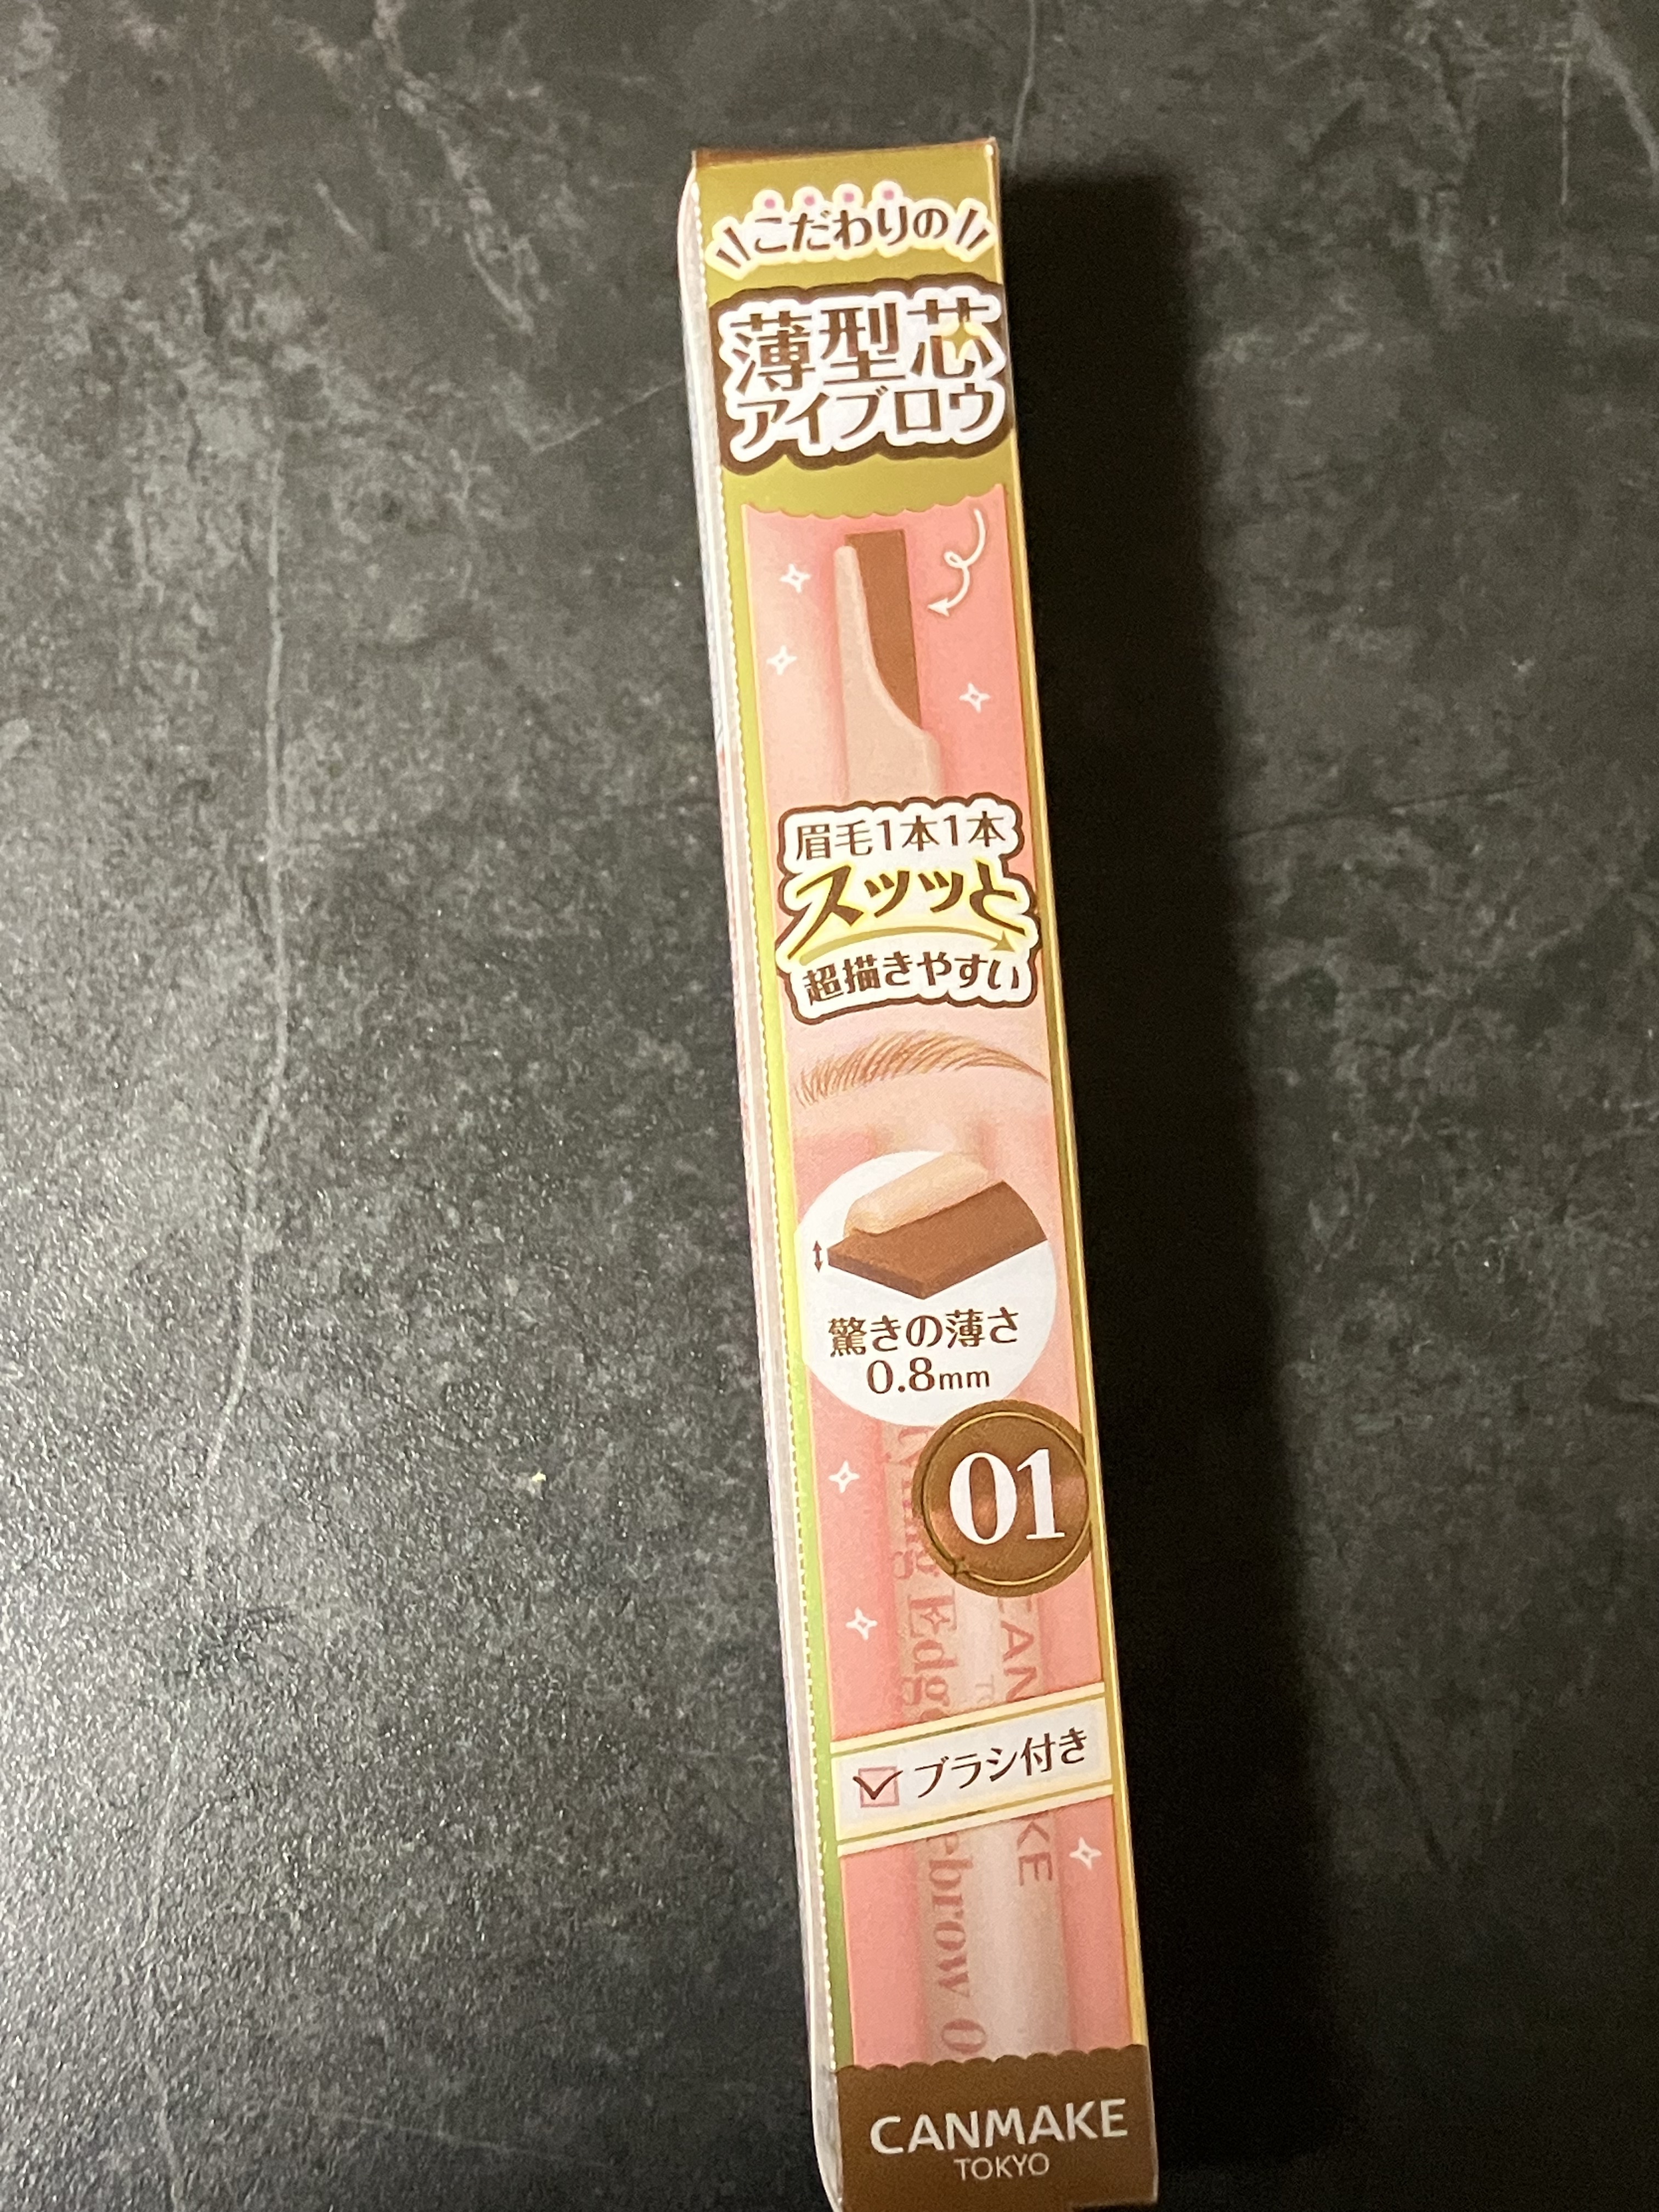 こだわりの
薄型芯
アイブロウ
眉毛1本1本
スッッと
超描きやすい
驚きの薄さ
0.8mm
01
ブラシ付き
CANMAKE
TOKYO